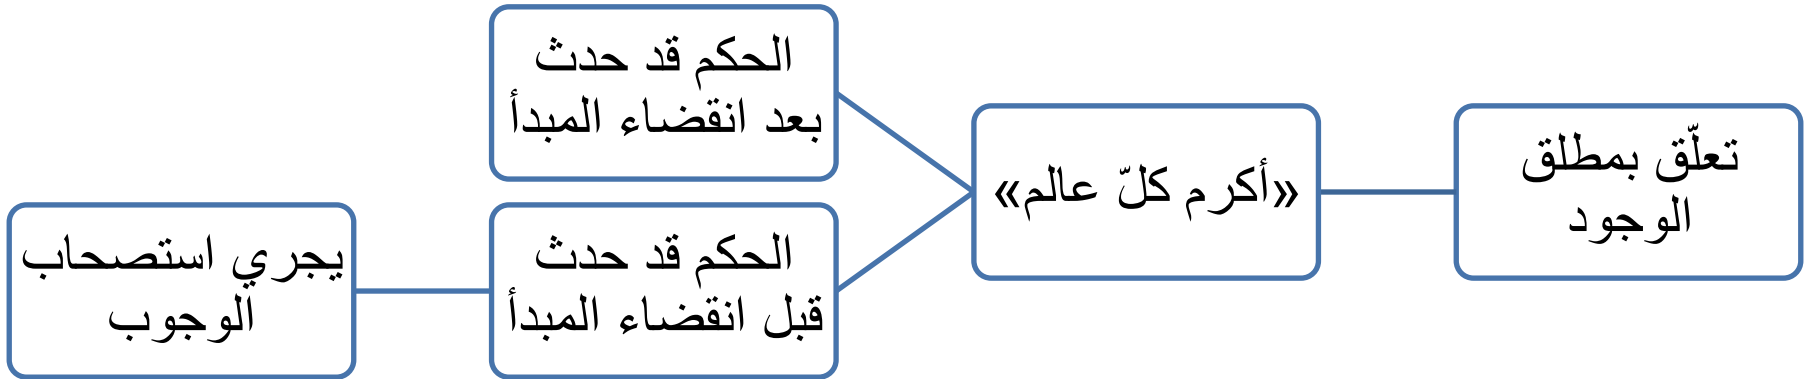 تعلّق بمطلق
الوجود
«أكرم كلّ عالم»
الحكم قد حدث
بعد انقضاء المبدأ
الحكم قد حدث
قبل انقضاء المبدأ
يجري استصحاب
الوجوب